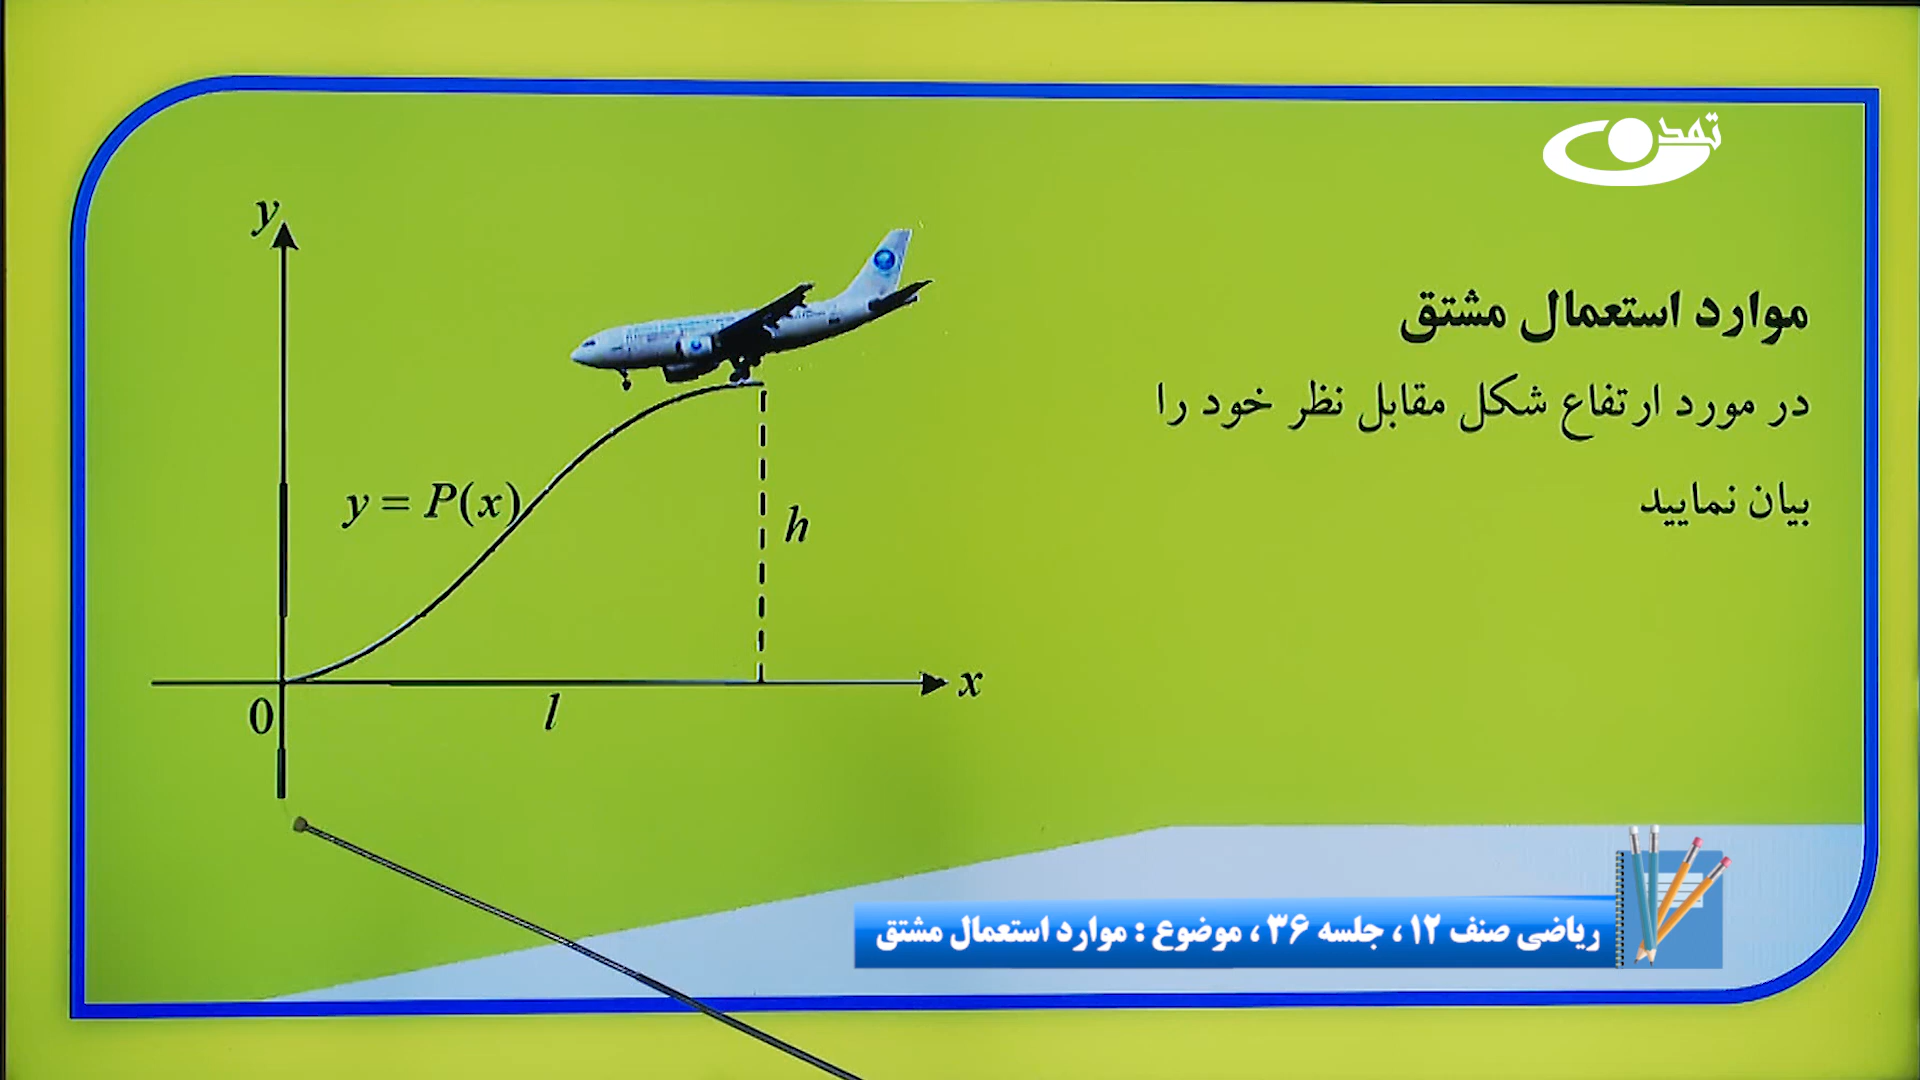 تمدن
موارد استعمال مشتق
در مورد ارتفاع شکل مقابل نظر خود را
بیان نمایید
y
y = P(x)
h
x
0
l
ریاضی صنف ۱۲ ، جلسه ۳۶ ، موضوع : موارد استعمال مشتق